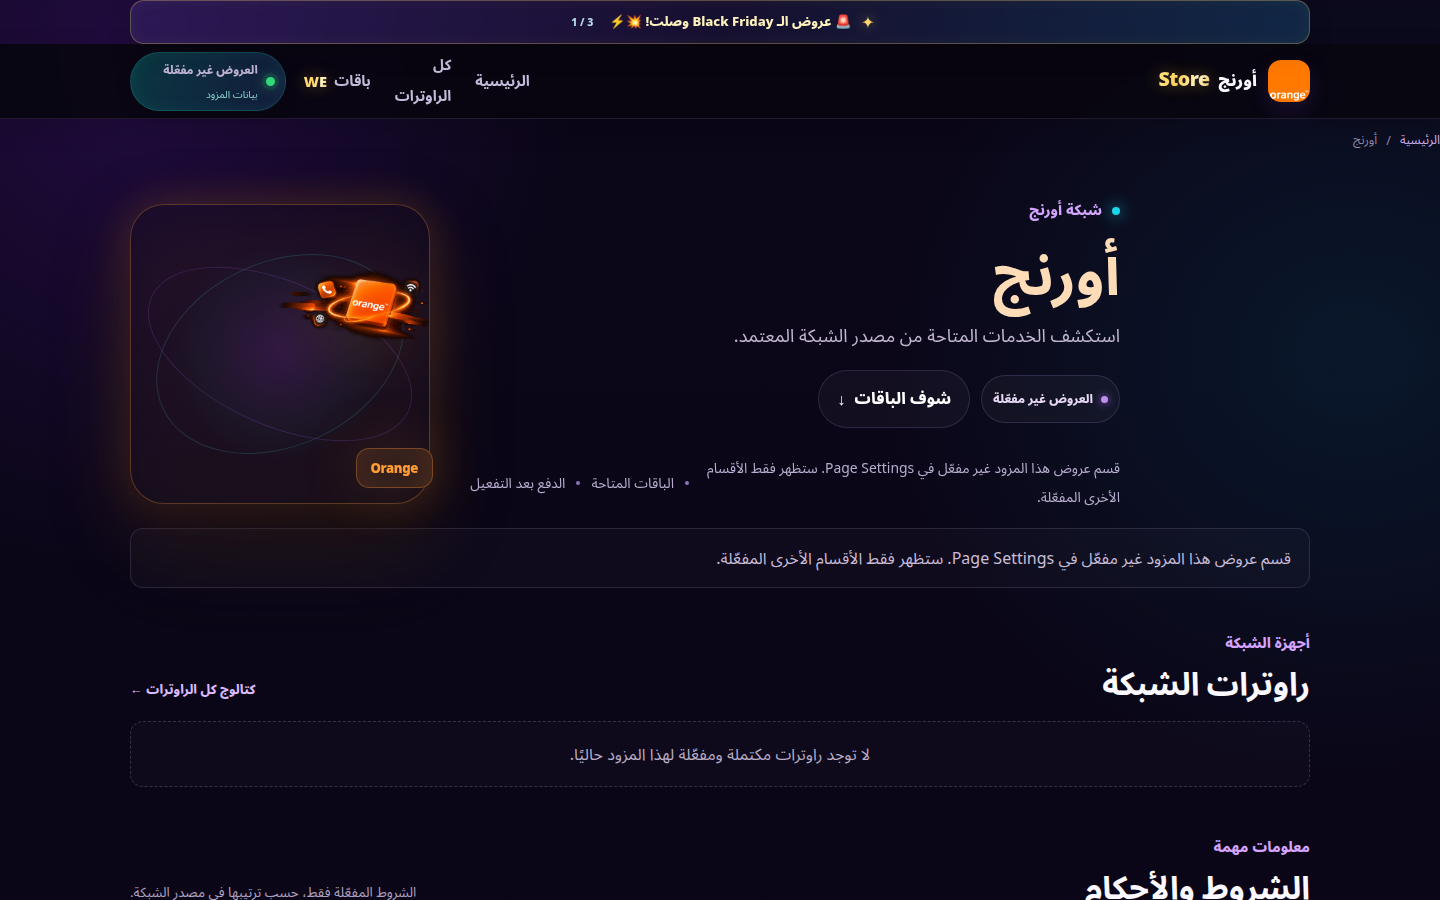 ✦ 🚨 عروض الـ Black Friday وصلت! 💥⚡ 1 / 3
orange
أورنج Store
الرئيسية
كل الراوترات
باقات WE
العروض غير مفعّلة
بيانات المزود
الرئيسية / أورنج
شبكة أورنج
أورنج
استكشف الخدمات المتاحة من مصدر الشبكة المعتمد.
العروض غير مفعّلة
شوف الباقات ↓
قسم عروض هذا المزود غير مفعّل في Page Settings. ستظهر فقط الأقسام
الأخرى المفعّلة.
• الباقات المتاحة • الدفع بعد التفعيل
orange
Orange
قسم عروض هذا المزود غير مفعّل في Page Settings. ستظهر فقط الأقسام الأخرى المفعّلة.
أجهزة الشبكة
راوترات الشبكة
كتالوج كل الراوترات ←
لا توجد راوترات مكتملة ومفعّلة لهذا المزود حاليًا.
معلومات مهمة
الشروط والأحكام
الشروط المفعّلة فقط، حسب ترتيبها في مصدر الشبكة.